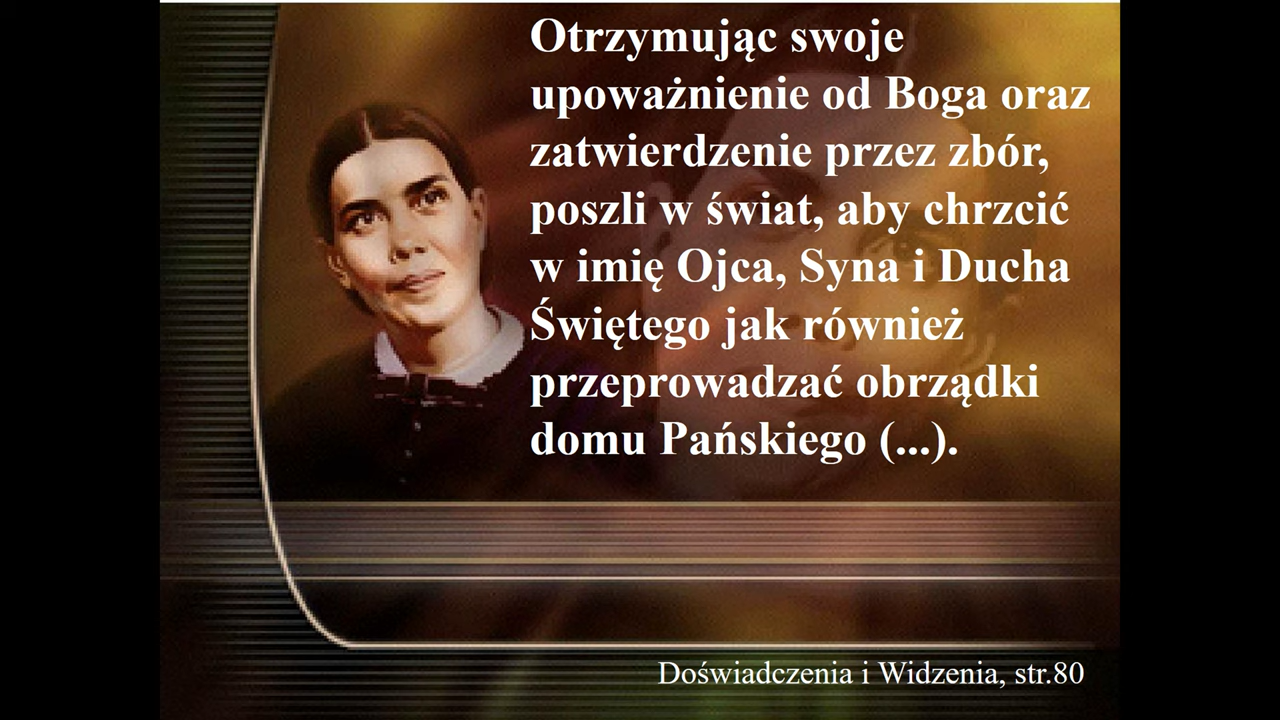 Otrzymując swoje
upoważnienie od Boga oraz
zatwierdzenie przez zbór,
poszli w świat, aby chrzcić
w imię Ojca, Syna i Ducha
Świętego jak również
przeprowadzać obrządki
domu Pańskiego (...).
Doświadczenia i Widzenia, str.80